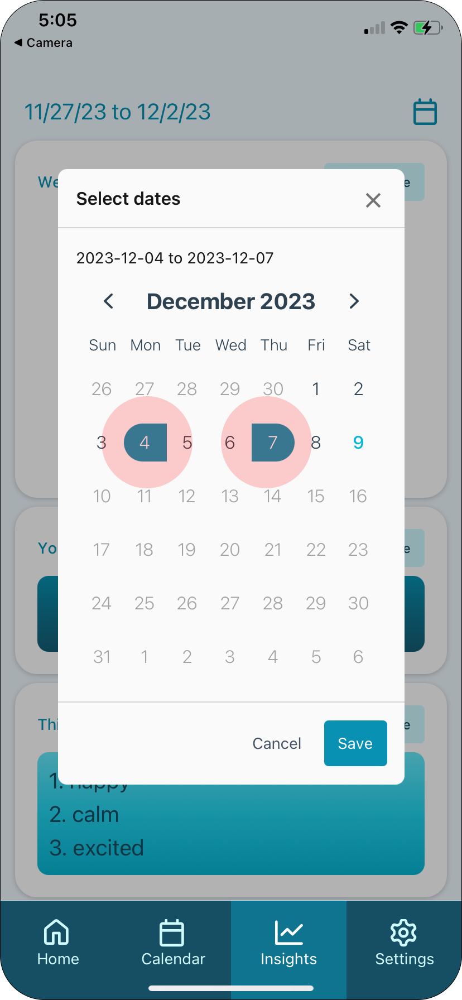 5:05
Camera
11/27/23 to 12/2/23
We
e
Select dates
2023-12-04 to 2023-12-07
December 2023
Sun Mon Tue Wed Thu Fri Sat
26 27 28 29 30 1 2
3 4 5 6 7 8 9
10 11 12 13 14 15 16
17 18 19 20 21 22 23
24 25 26 27 28 29 30
31 1 2 3 4 5 6
Yo
e
Thi
e
Cancel Save
1. happy
2. calm
3. excited
Home Calendar Insights Settings